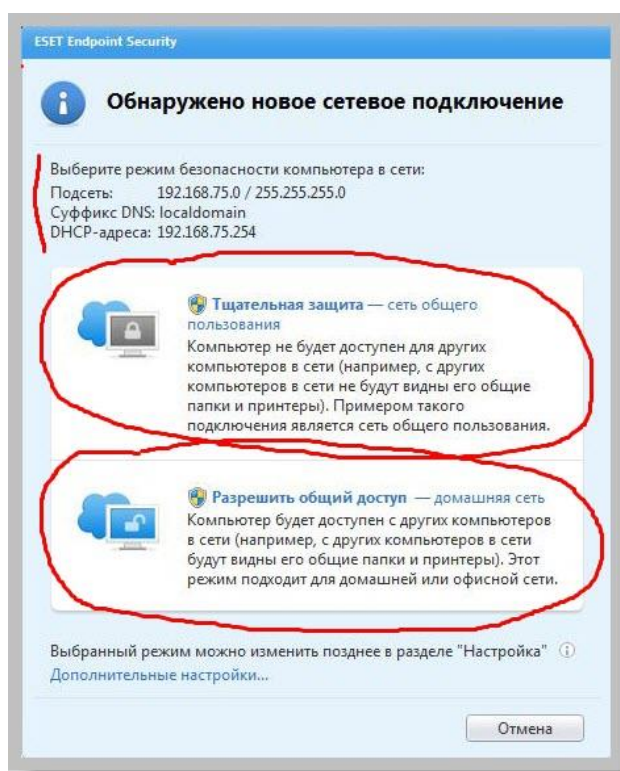 ESET Endpoint Security
Обнаружено новое сетевое подключение
Выберите режим безопасности компьютера в сети:
Подсеть: 192.168.75.0 / 255.255.255.0
Суффикс DNS: localdomain
DHCP-адреса: 192.168.75.254
Тщательная защита — сеть общего
пользования
Компьютер не будет доступен для других
компьютеров в сети (например, с других
компьютеров в сети не будут видны его общие
папки и принтеры). Примером такого
подключения является сеть общего пользования.
Разрешить общий доступ — домашняя сеть
Компьютер будет доступен с других компьютеров
в сети (например, с других компьютеров в сети
будут видны его общие папки и принтеры). Этот
режим подходит для домашней или офисной сети.
Выбранный режим можно изменить позднее в разделе "Настройка"
Дополнительные настройки...
Отмена